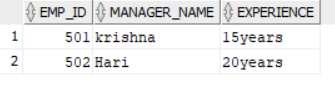 EMP_ID MANAGER_NAME EXPERIENCE
1 501 krishna 15years
2 502 Hari 20years